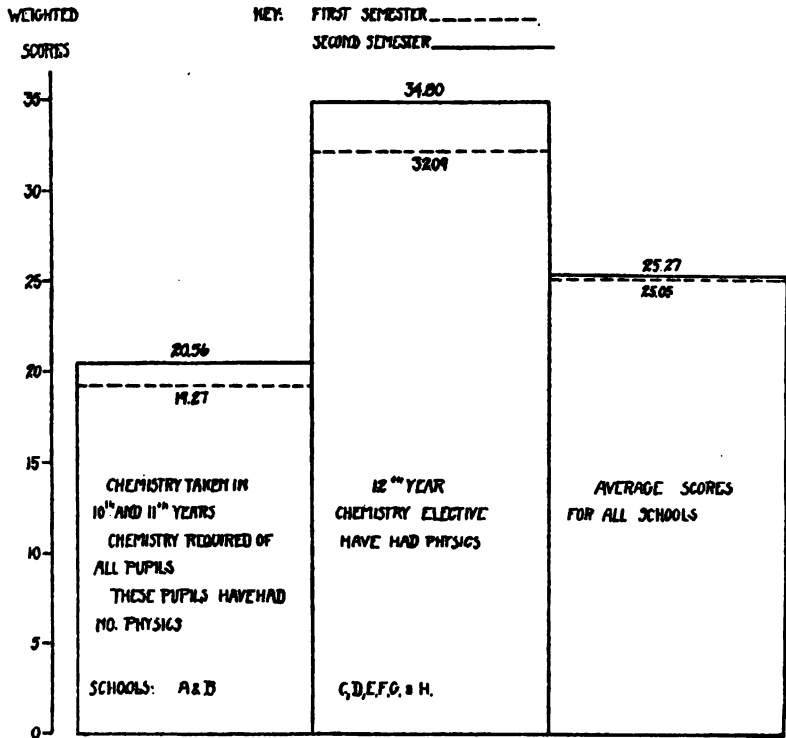 WEIGHTED
SCORES
KEY: FIRST SEMESTER
SECOND SEMESTER
35
30
25
20
15
10
5
0
20.56
19.27
CHEMISTRY TAKEN IN
10TH AND 11TH YEARS
CHEMISTRY REQUIRED OF
ALL PUPILS
THESE PUPILS HAVE HAD
NO. PHYSICS
SCHOOLS: A & B
34.80
32.09
12TH YEAR
CHEMISTRY ELECTIVE
HAVE HAD PHYSICS
C,D,E,F,G, & H.
25.27
25.05
AVERAGE SCORES
FOR ALL SCHOOLS